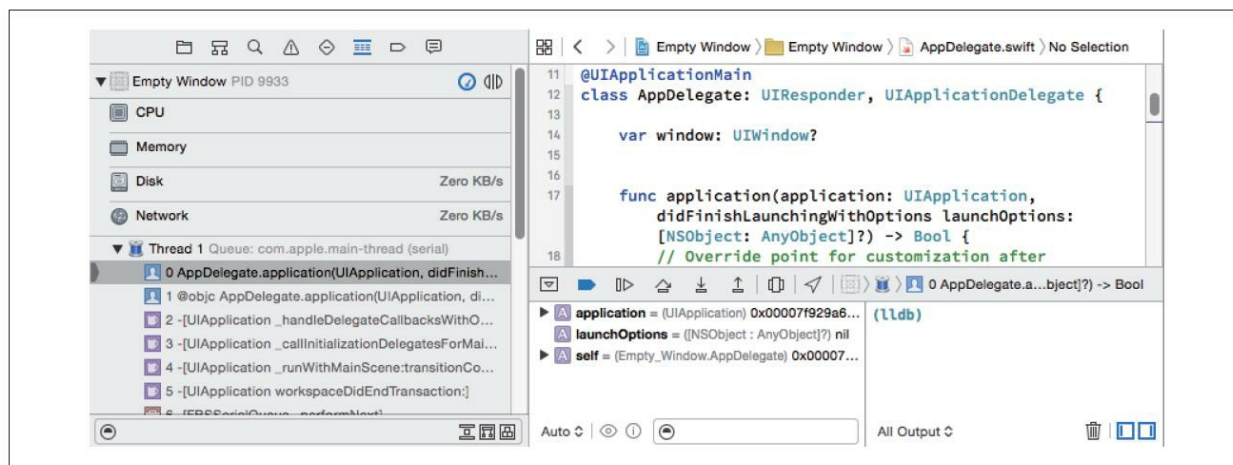 Empty Window PID 9933
CPU
Memory
Disk Zero KB/s
Network Zero KB/s
Thread 1 Queue: com.apple.main-thread (serial)
0 AppDelegate.application(UIApplication, didFinish...
1 @objc AppDelegate.application(UIApplication, di...
2 -[UIApplication _handleDelegateCallbacksWithO...
3 -[UIApplication _callInitializationDelegatesForMai...
4 -[UIApplication _runWithMainScene:transitionCo...
5 -[UIApplication workspaceDidEndTransaction:]
6 -[FBSSerialQueue _performNext]
Empty Window Empty Window AppDelegate.swift No Selection
11 @UIApplicationMain
12 class AppDelegate: UIResponder, UIApplicationDelegate {
13
14 var window: UIWindow?
15
16
17 func application(application: UIApplication,
didFinishLaunchingWithOptions launchOptions:
[NSObject: AnyObject]?) -> Bool {
18 // Override point for customization after
0 AppDelegate.a...bject]?) -> Bool
A application = (UIApplication) 0x00007f929a6...
A launchOptions = ([NSObject : AnyObject]?) nil
A self = (Empty_Window.AppDelegate) 0x00007...
(lldb)
Auto
All Output